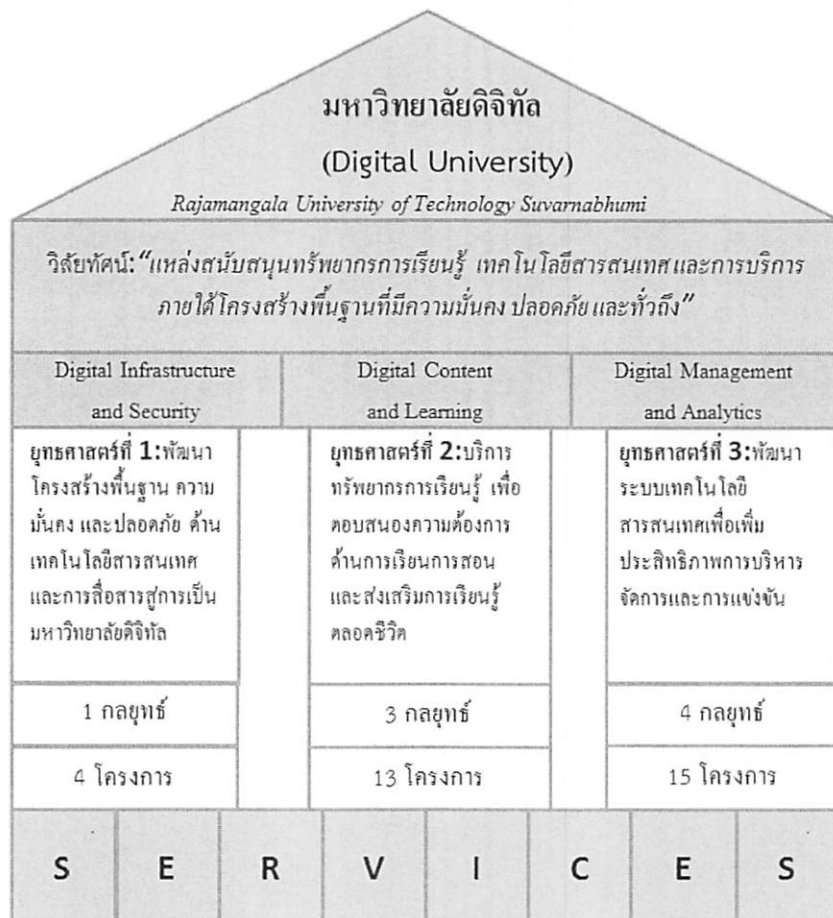 มหาวิทยาลัยดิจิทัล
(Digital University)
Rajamangala University of Technology Suvarnabhumi
วิสัยทัศน์: “แหล่งสนับสนุนทรัพยากรการเรียนรู้ เทคโนโลยีสารสนเทศและการบริการ
ภายใต้โครงสร้างพื้นฐานที่มีความมั่นคง ปลอดภัย และทั่วถึง”
Digital Infrastructure
and Security
Digital Content
and Learning
Digital Management
and Analytics
ยุทธศาสตร์ที่ 1:พัฒนา
โครงสร้างพื้นฐาน ความ
มั่นคง และปลอดภัย ด้าน
เทคโนโลยีสารสนเทศ
และการสื่อสารสู่การเป็น
มหาวิทยาลัยดิจิทัล
ยุทธศาสตร์ที่ 2:บริการ
ทรัพยากรการเรียนรู้ เพื่อ
ตอบสนองความต้องการ
ด้านการเรียนการสอน
และส่งเสริมการเรียนรู้
ตลอดชีวิต
ยุทธศาสตร์ที่ 3:พัฒนา
ระบบเทคโนโลยี
สารสนเทศเพื่อเพิ่ม
ประสิทธิภาพการบริหาร
จัดการและการแข่งขัน
1 กลยุทธ์
3 กลยุทธ์
4 กลยุทธ์
4 โครงการ
13 โครงการ
15 โครงการ
S E R V I C E S